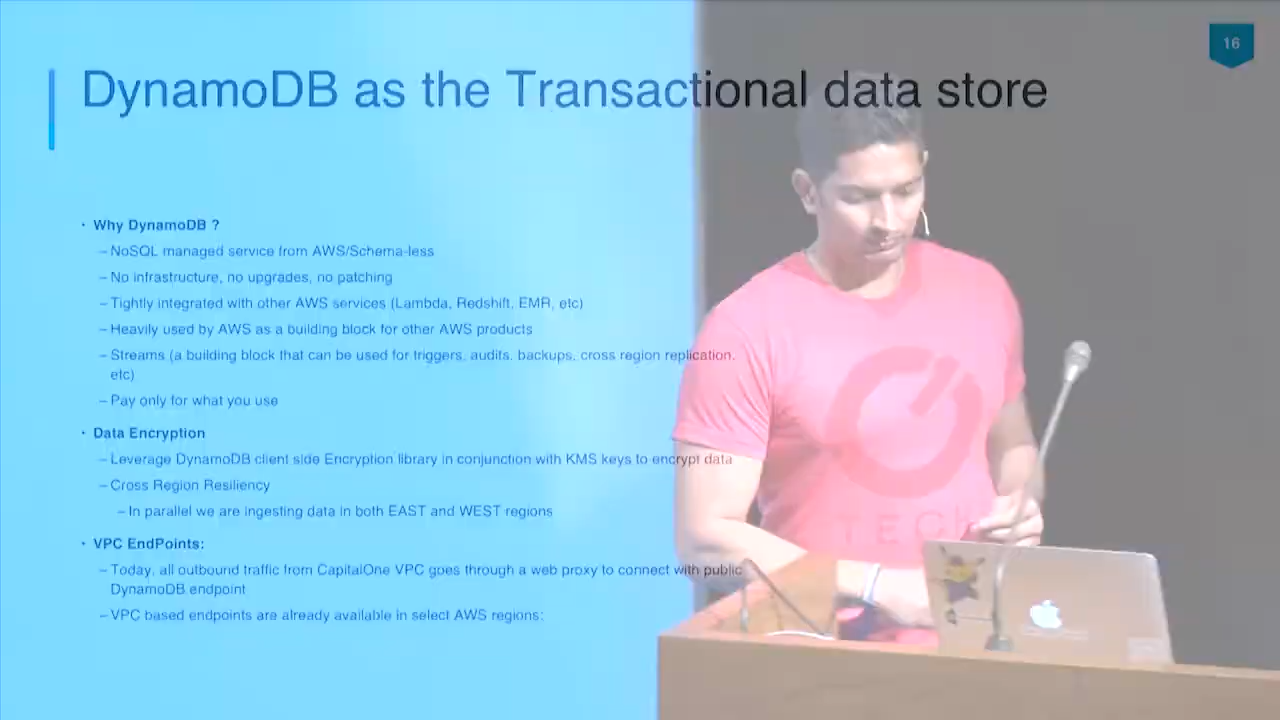 16
DynamoDB as the Transactional data store
• Why DynamoDB ?
– NoSQL managed service from AWS/Schema-less
– No infrastructure, no upgrades, no patching
– Tightly integrated with other AWS services (Lambda, Redshift, EMR, etc)
– Heavily used by AWS as a building block for other AWS products
– Streams (a building block that can be used for triggers, audits, backups, cross region replication,
etc)
– Pay only for what you use
• Data Encryption
– Leverage DynamoDB client side Encryption library in conjunction with KMS keys to encrypt data
– Cross Region Resiliency
– In parallel we are ingesting data in both EAST and WEST regions
• VPC EndPoints:
– Today, all outbound traffic from CapitalOne VPC goes through a web proxy to connect with public
DynamoDB endpoint
– VPC based endpoints are already available in select AWS regions:
TECH